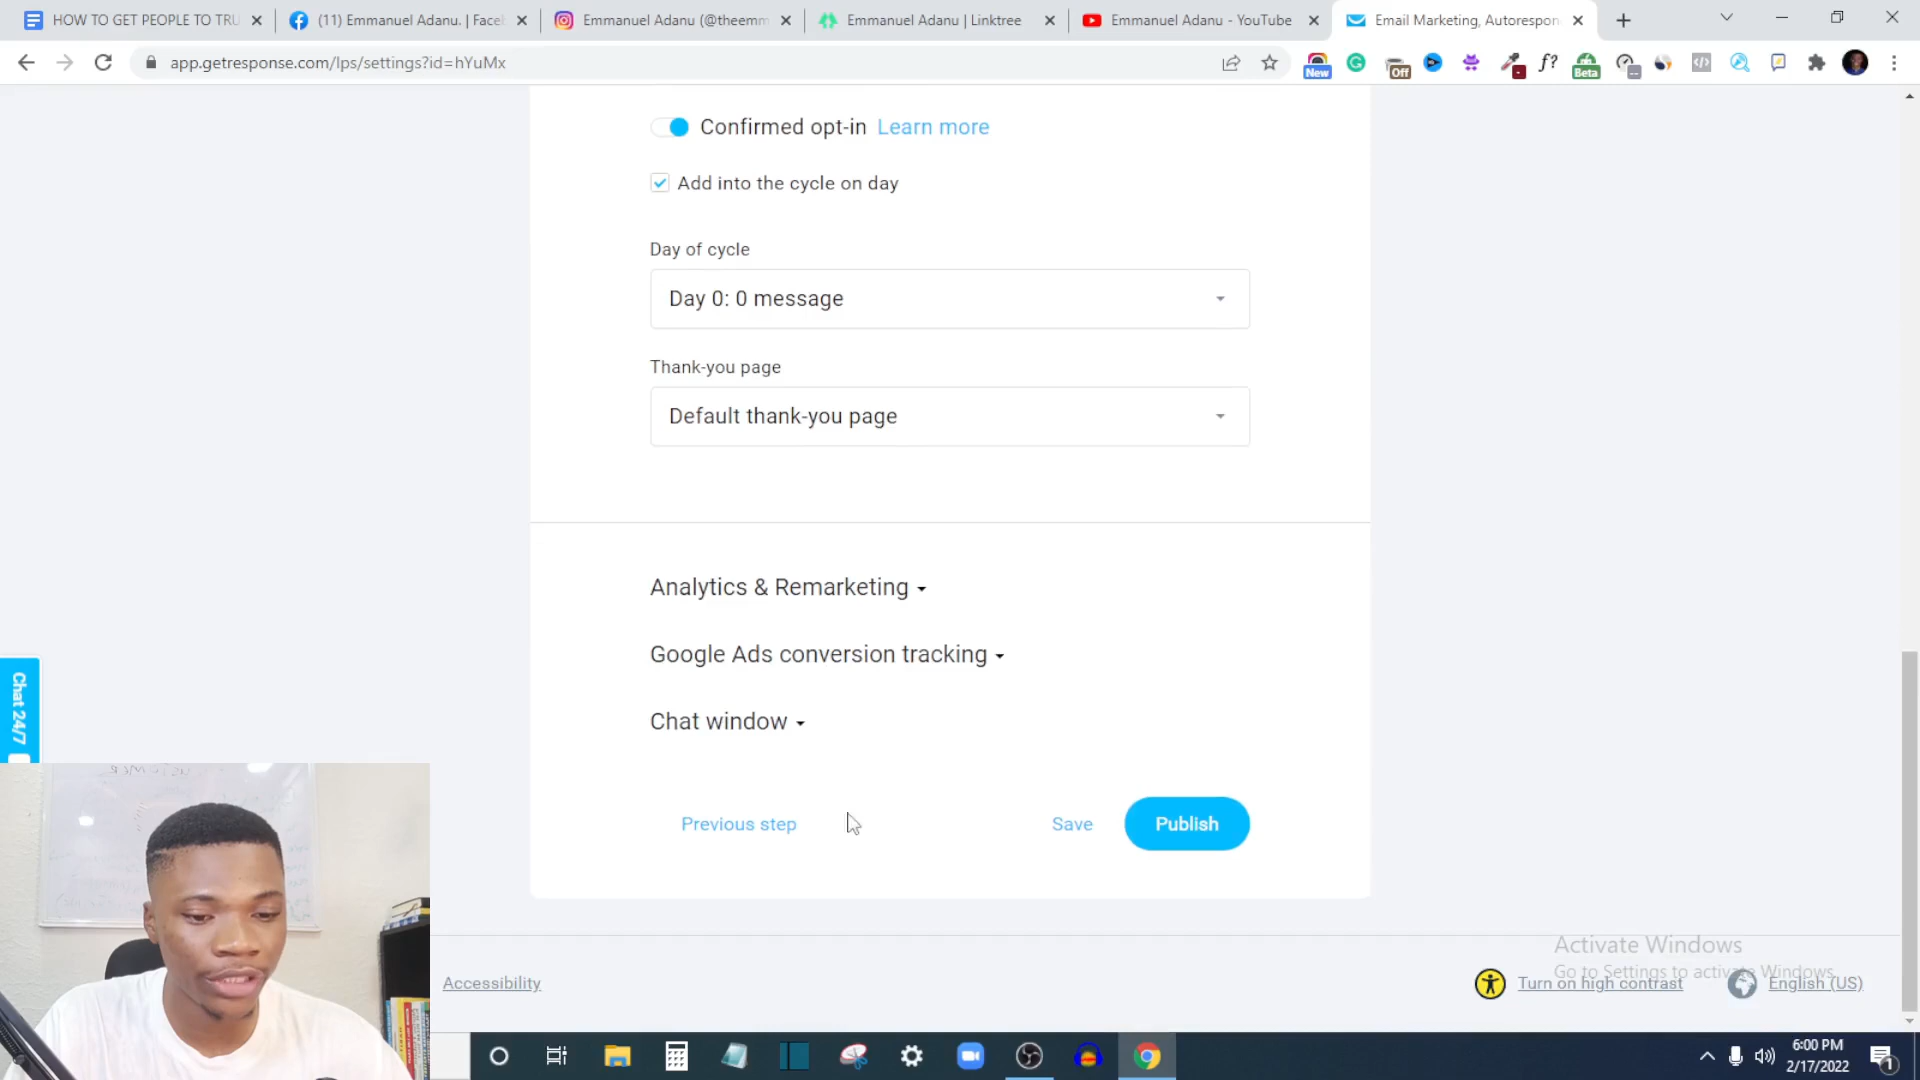 HOW TO GET PEOPLE TO TRU
(11) Emmanuel Adanu. | Face
Emmanuel Adanu (@theemm
Emmanuel Adanu | Linktree
Emmanuel Adanu - YouTube
Email Marketing, Autorespon
app.getresponse.com/lps/settings?id=hYuMx
New
Off
f?
Beta
Confirmed opt-in Learn more
Add into the cycle on day
Day of cycle
Day 0: 0 message
Thank-you page
Default thank-you page
Analytics & Remarketing
Google Ads conversion tracking
Chat window
Chat 24/7
Previous step
Save
Publish
Activate Windows
Go to Settings to activate Windows.
Accessibility
Turn on high contrast
English (US)
6:00 PM
2/17/2022
1